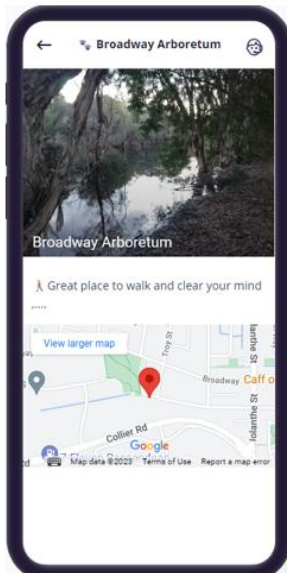 Broadway Arboretum
Broadway Arboretum
Great place to walk and clear your mind
.....
View larger map
Troy St
Iolanthe St
Broadway
Caff
Collier Rd
Google
Map data ©2023 Terms of Use Report a map error